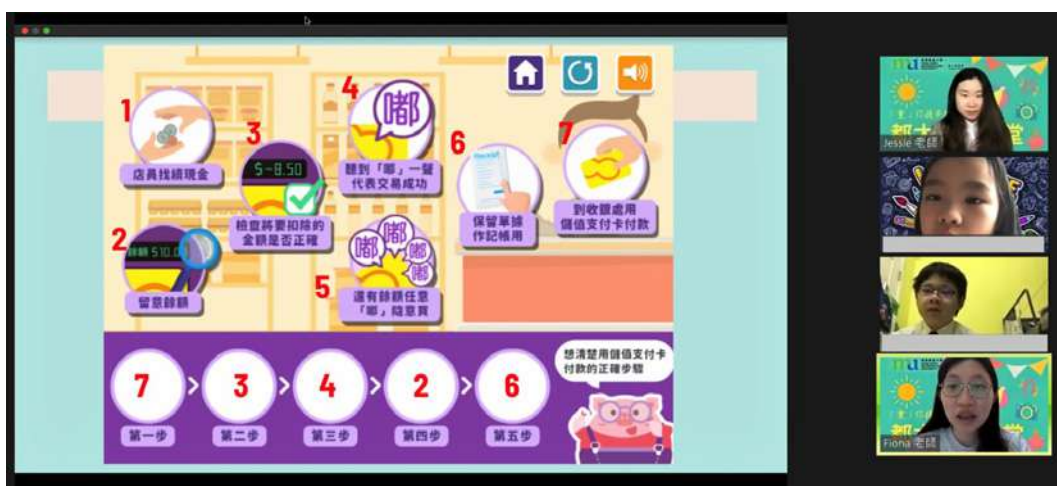 1
店員找續現金
2
餘額 $10.0
留意餘額
3
$-8.50
檢查將要扣除的
金額是否正確
4
嘟
聽到「嘟」一聲
代表交易成功
5
嘟 嘟 嘟 嘟
還有餘額任意
「嘟」隨意買
6
Receipt
保留單據
作記帳用
7
到收銀處用
儲值支付卡付款
想清楚用儲值支付卡
付款的正確步驟
7 > 3 > 4 > 2 > 6
第一步 第二步 第三步 第四步 第五步
Jessie 老師
Fiona 老師